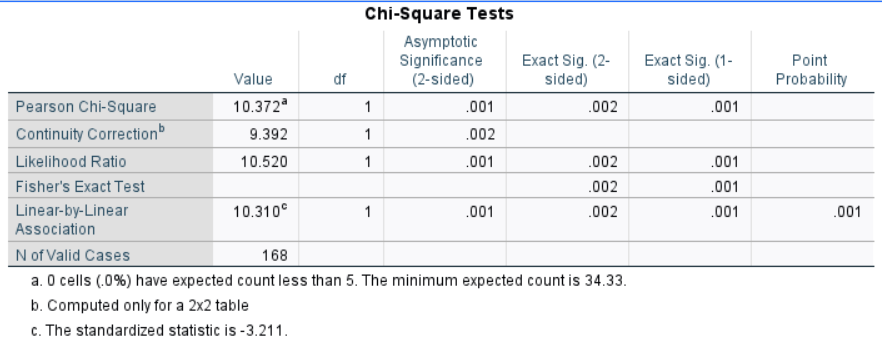 Chi-Square Tests
Value df Asymptotic Significance (2-sided) Exact Sig. (2-sided) Exact Sig. (1-sided) Point Probability
Pearson Chi-Square 10.372a 1 .001 .002 .001
Continuity Correctionb 9.392 1 .002
Likelihood Ratio 10.520 1 .001 .002 .001
Fisher's Exact Test .002 .001
Linear-by-Linear Association 10.310c 1 .001 .002 .001 .001
N of Valid Cases 168
a. 0 cells (.0%) have expected count less than 5. The minimum expected count is 34.33.
b. Computed only for a 2x2 table
c. The standardized statistic is -3.211.